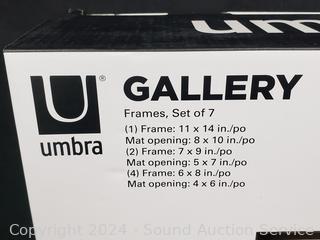 umbra
U®
umbra
GALLERY
Frames, Set of 7
(1) Frame: 11 x 14 in./po
Mat opening: 8 x 10 in./po
(2) Frame: 7 x 9 in./po
Mat opening: 5 x 7 in./po
(4) Frame: 6 x 8 in./po
Mat opening: 4 x 6 in./po
Copyright 2024 - Sound Auction Service